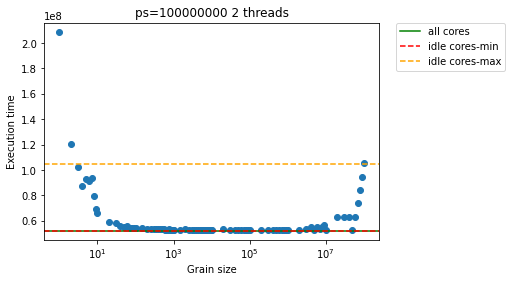 ps=100000000 2 threads
1e8
2.0
1.8
1.6
1.4
1.2
1.0
0.8
0.6
Execution time
10¹
10³
10⁵
10⁷
Grain size
all cores
idle cores-min
idle cores-max